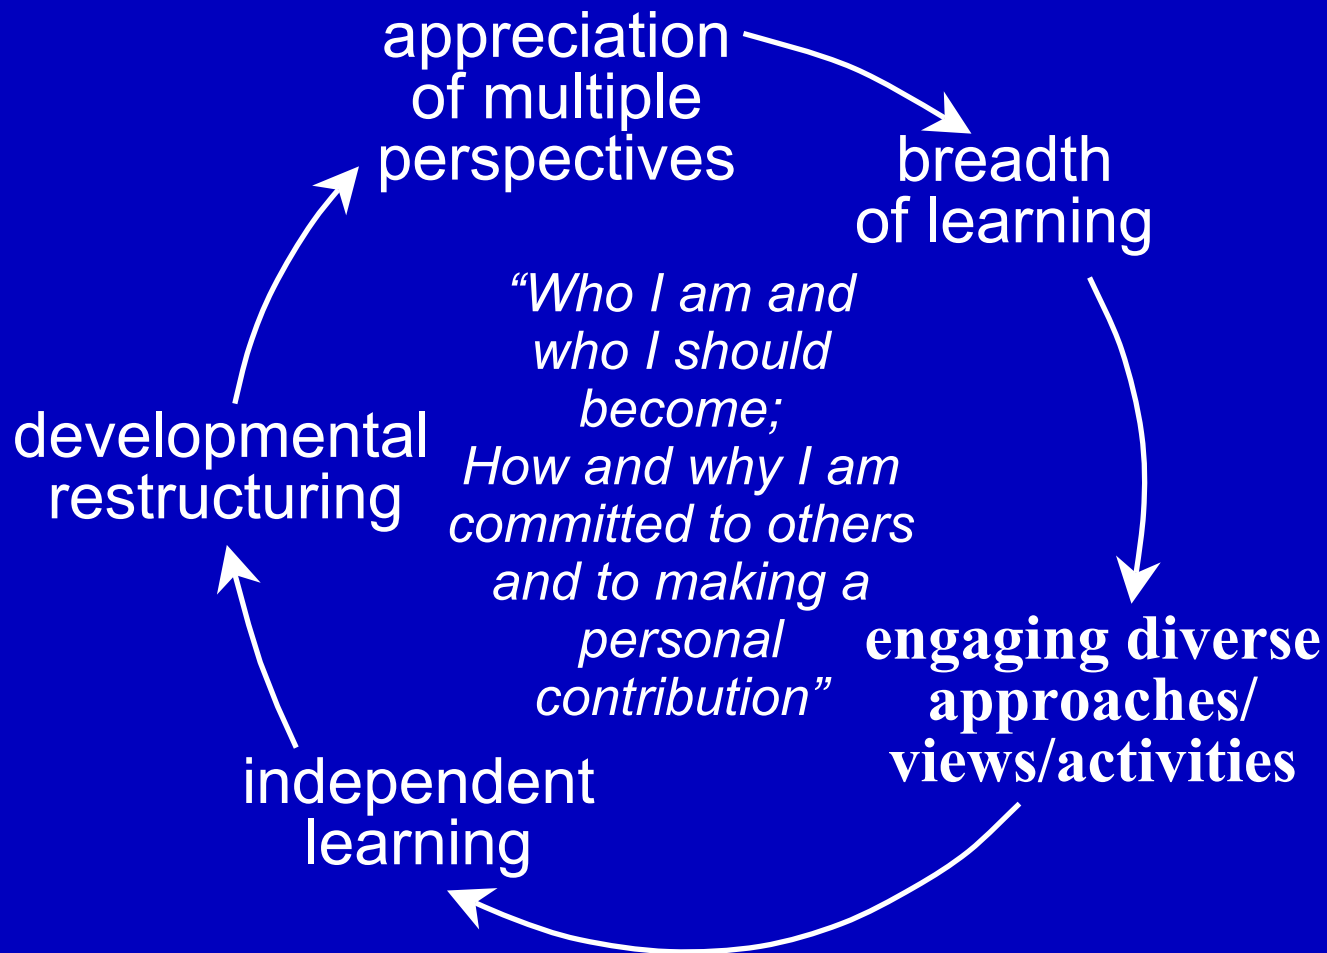 appreciation
of multiple
perspectives
breadth
of learning
“Who I am and
who I should
become;
How and why I am
committed to others
and to making a
personal
contribution”
engaging diverse
approaches/
views/activities
independent
learning
developmental
restructuring